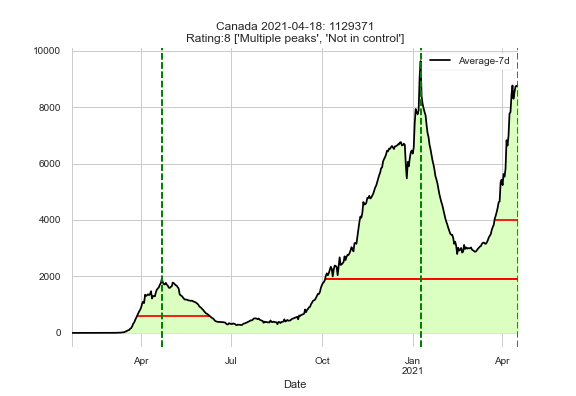 Canada 2021-04-18: 1129371
Rating:8 ['Multiple peaks', 'Not in control']
Average-7d
10000
8000
6000
4000
2000
0
Apr
Jul
Oct
Jan
2021
Apr
Date